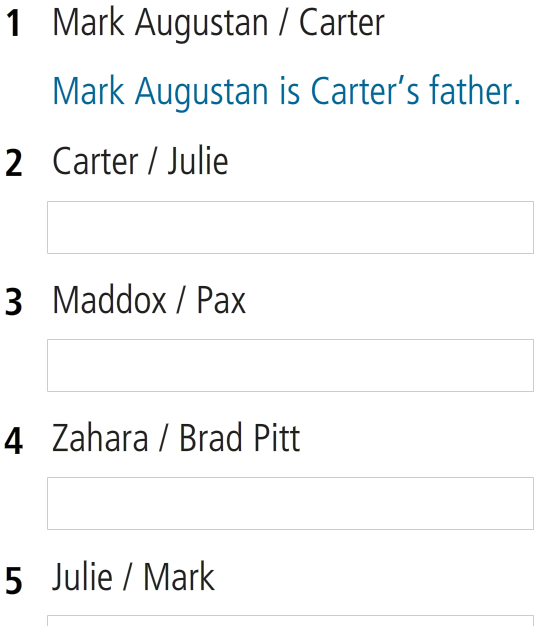 1 Mark Augustan / Carter
Mark Augustan is Carter’s father.
2 Carter / Julie
3 Maddox / Pax
4 Zahara / Brad Pitt
5 Julie / Mark